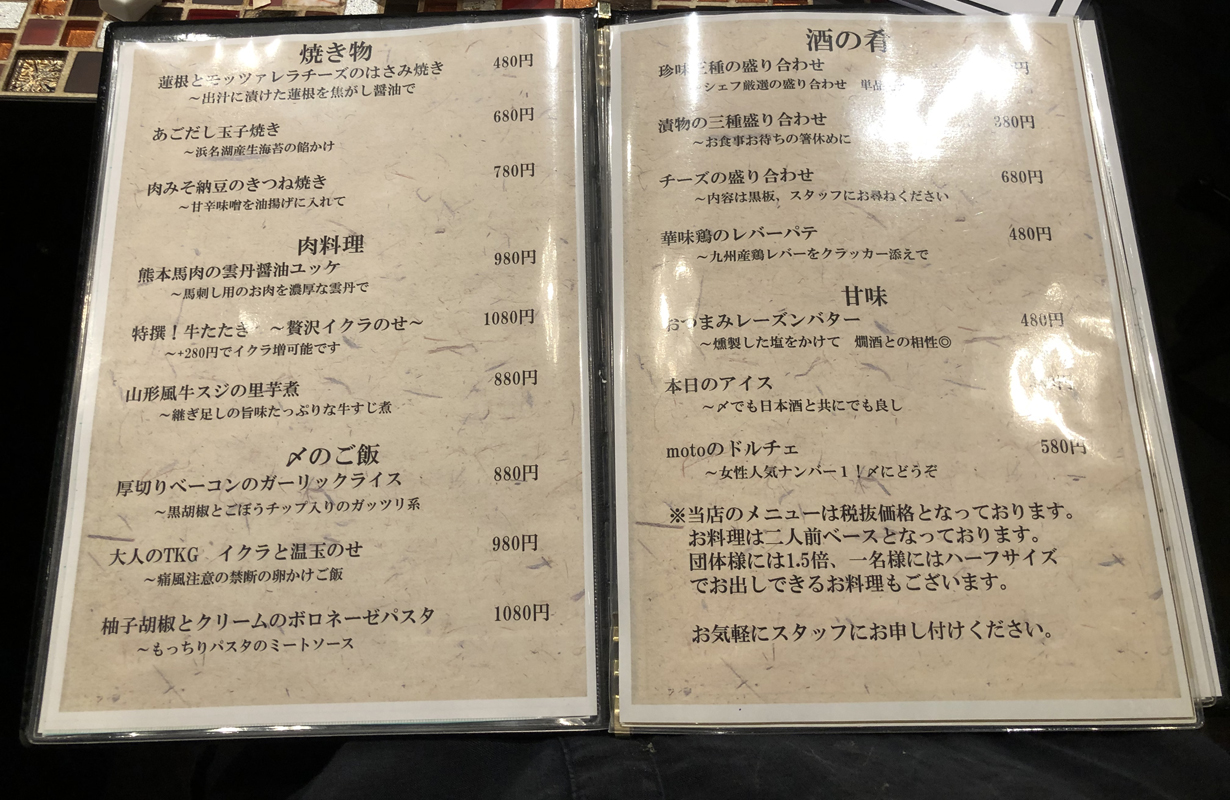 焼き物
蓮根とモッツァレラチーズのはさみ焼き 480円
～出汁に漬けた蓮根を焦がし醤油で
あごだし玉子焼き 680円
～浜名湖産生海苔の餡かけ
肉みそ納豆のきつね焼き 780円
～甘辛味噌を油揚げに入れて
肉料理
熊本馬肉の雲丹醤油ユッケ 980円
～馬刺し用のお肉を濃厚な雲丹で
特撰！牛たたき ～贅沢イクラのせ～ 1080円
～+280円でイクラ増可能です
山形風牛スジの里芋煮 880円
～継ぎ足しの旨味たっぷりな牛すじ煮
〆のご飯
厚切りベーコンのガーリックライス 880円
～黒胡椒とごぼうチップ入りのガッツリ系
大人のTKG イクラと温玉のせ 980円
～痛風注意の禁断の卵かけご飯
柚子胡椒とクリームのボロネーゼパスタ 1080円
～もっちりパスタのミートソース
酒の肴
珍味三種の盛り合わせ 円
シェフ厳選の盛り合わせ 単品
漬物の三種盛り合わせ 380円
～お食事お待ちの箸休めに
チーズの盛り合わせ 680円
～内容は黒板、スタッフにお尋ねください
華味鶏のレバーパテ 480円
～九州産鶏レバーをクラッカー添えで
甘味
おつまみレーズンバター 480円
～燻製した塩をかけて 燗酒との相性◎
本日のアイス
～〆でも日本酒と共にでも良し
motoのドルチェ 580円
～女性人気ナンバー１！〆にどうぞ
※当店のメニューは税抜価格となっております。
お料理は二人前ベースとなっております。
団体様には1.5倍、一名様にはハーフサイズ
でお出しできるお料理もございます。
お気軽にスタッフにお申し付けください。